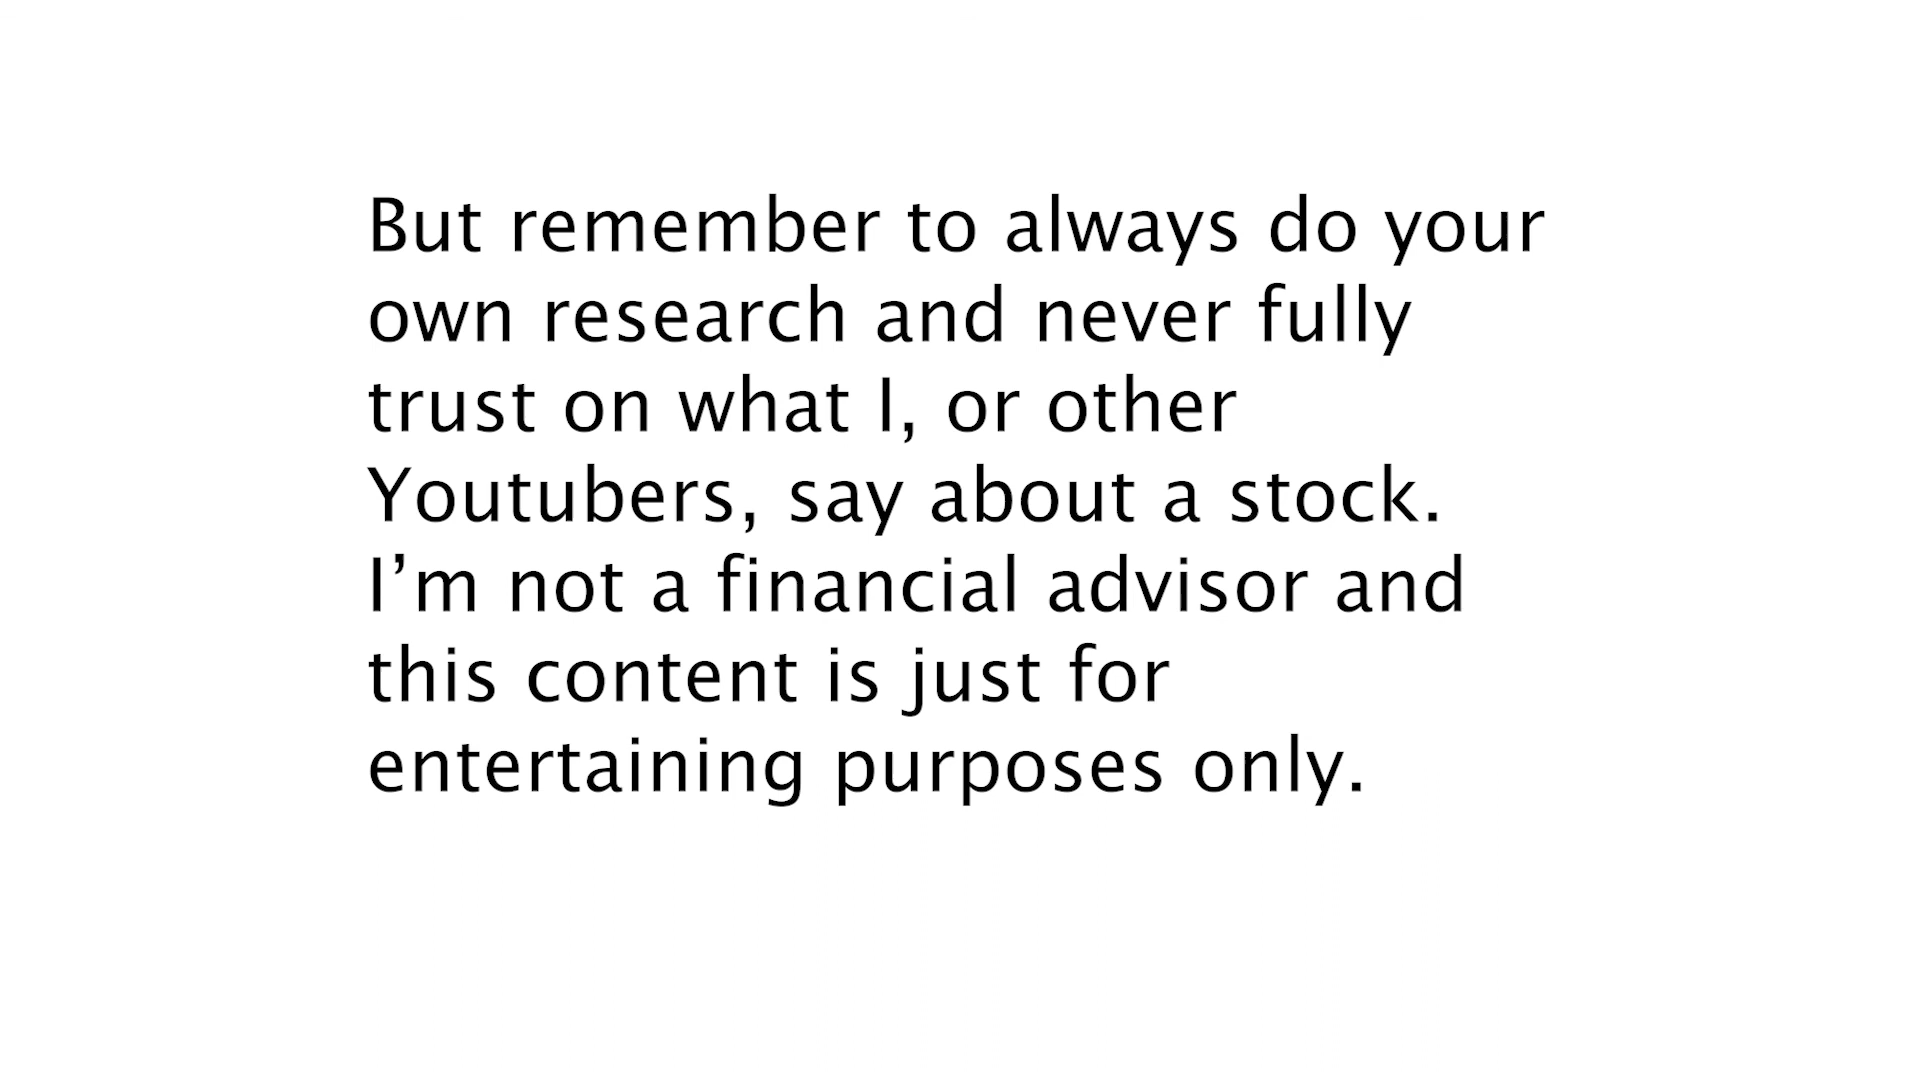 But remember to always do your
own research and never fully
trust on what I, or other
Youtubers, say about a stock.
I’m not a financial advisor and
this content is just for
entertaining purposes only.